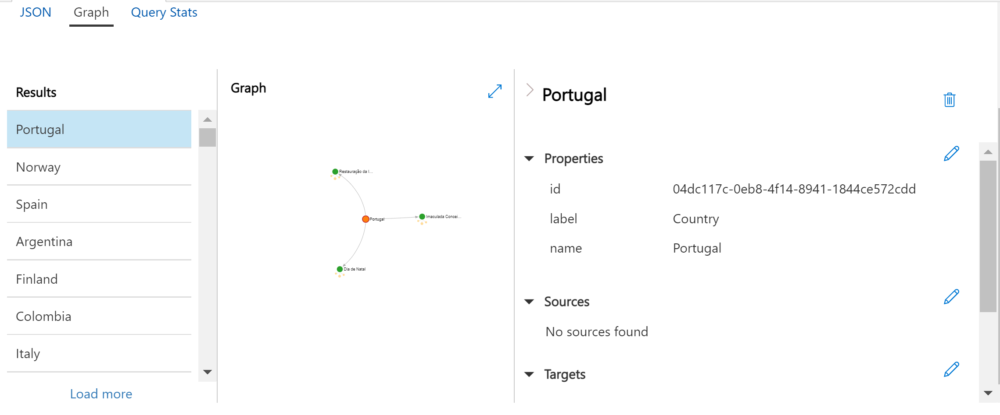 JSON Graph Query Stats
Results
Portugal
Norway
Spain
Argentina
Finland
Colombia
Italy
Load more
Graph
Restauração da I...
Portugal
Imaculada Concei...
Dia de Natal
Portugal
Properties
id 04dc117c-0eb8-4f14-8941-1844ce572cdd
label Country
name Portugal
Sources
No sources found
Targets